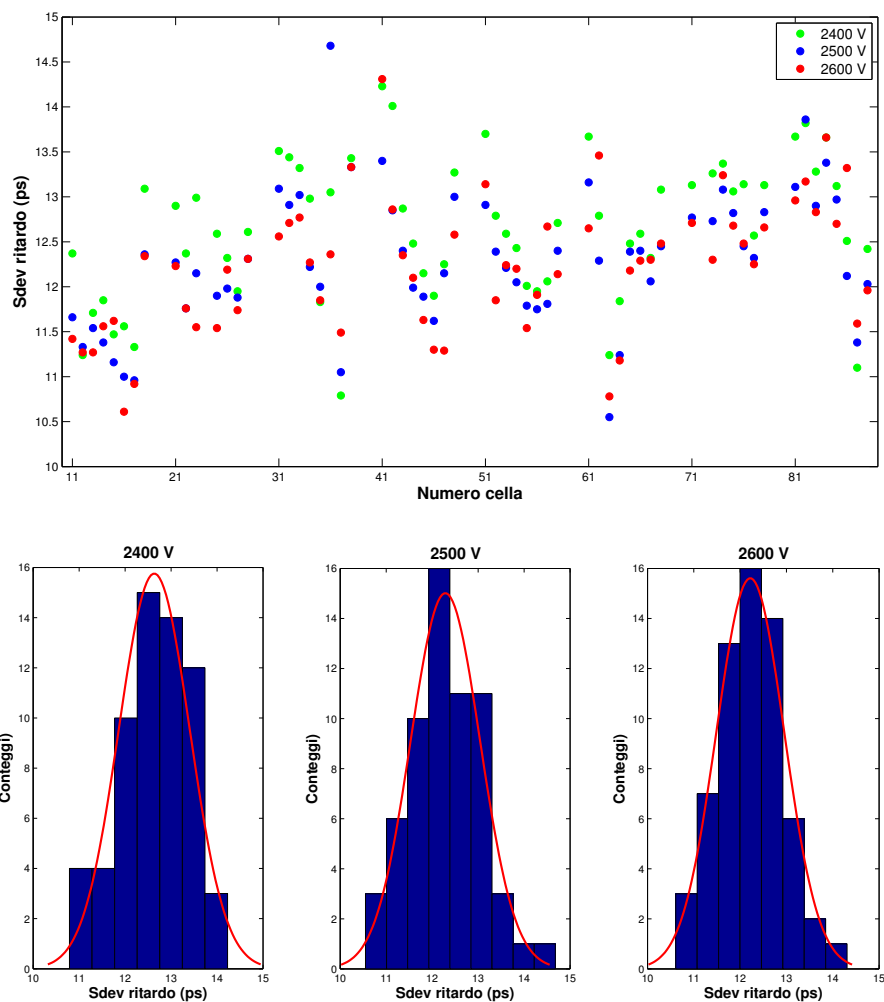 15
14.5
14
13.5
13
12.5
12
11.5
11
10.5
10
Sdev ritardo (ps)
2400 V
2500 V
2600 V
11 21 31 41 51 61 71 81
Numero cella
2400 V
16
14
12
10
8
6
4
2
0
Conteggi)
10 11 12 13 14 15
Sdev ritardo (ps)
2500 V
16
14
12
10
8
6
4
2
0
Conteggi)
10 11 12 13 14 15
Sdev ritardo (ps)
2600 V
16
14
12
10
8
6
4
2
0
Conteggi)
10 11 12 13 14 15
Sdev ritardo (ps)